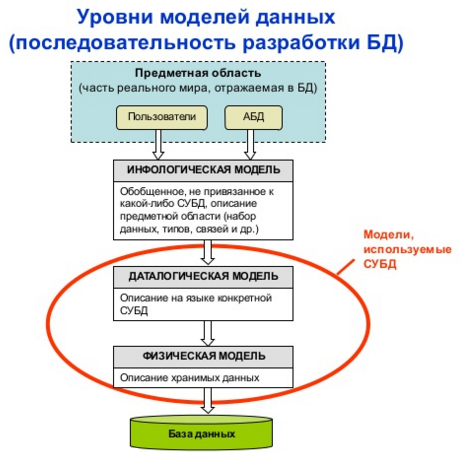 Уровни моделей данных
(последовательность разработки БД)
Предметная область
(часть реального мира, отражаемая в БД)
Пользователи
АБД
ИНФОЛОГИЧЕСКАЯ МОДЕЛЬ
Обобщенное, не привязанное к
какой-либо СУБД, описание
предметной области (набор
данных, типов, связей и др.)
Модели,
используемые
СУБД
ДАТАЛОГИЧЕСКАЯ МОДЕЛЬ
Описание на языке конкретной
СУБД
ФИЗИЧЕСКАЯ МОДЕЛЬ
Описание хранимых данных
База данных